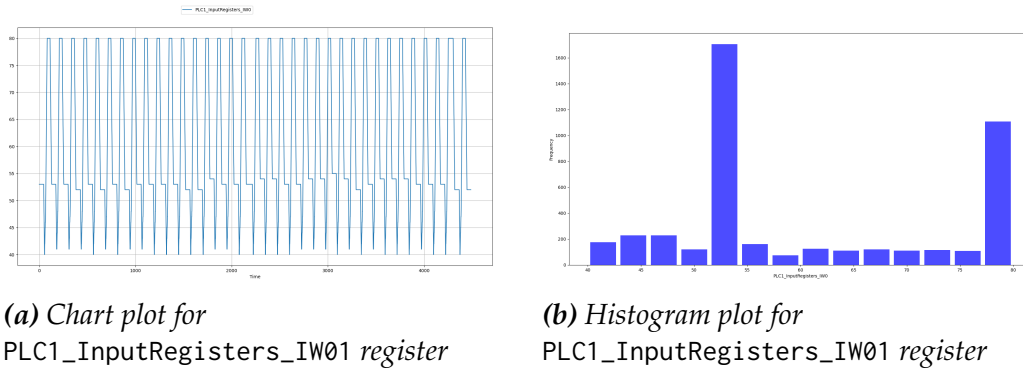 PLC1_InputRegisters_IW0
80
75
70
65
60
55
50
45
40
0 1000 2000 3000 4000
Time
1600
1400
1200
1000
800
600
400
200
0
Frequency
40 45 50 55 60 65 70 75 80
PLC1_InputRegisters_IW0
(a) Chart plot for
PLC1_InputRegisters_IW01 register
(b) Histogram plot for
PLC1_InputRegisters_IW01 register